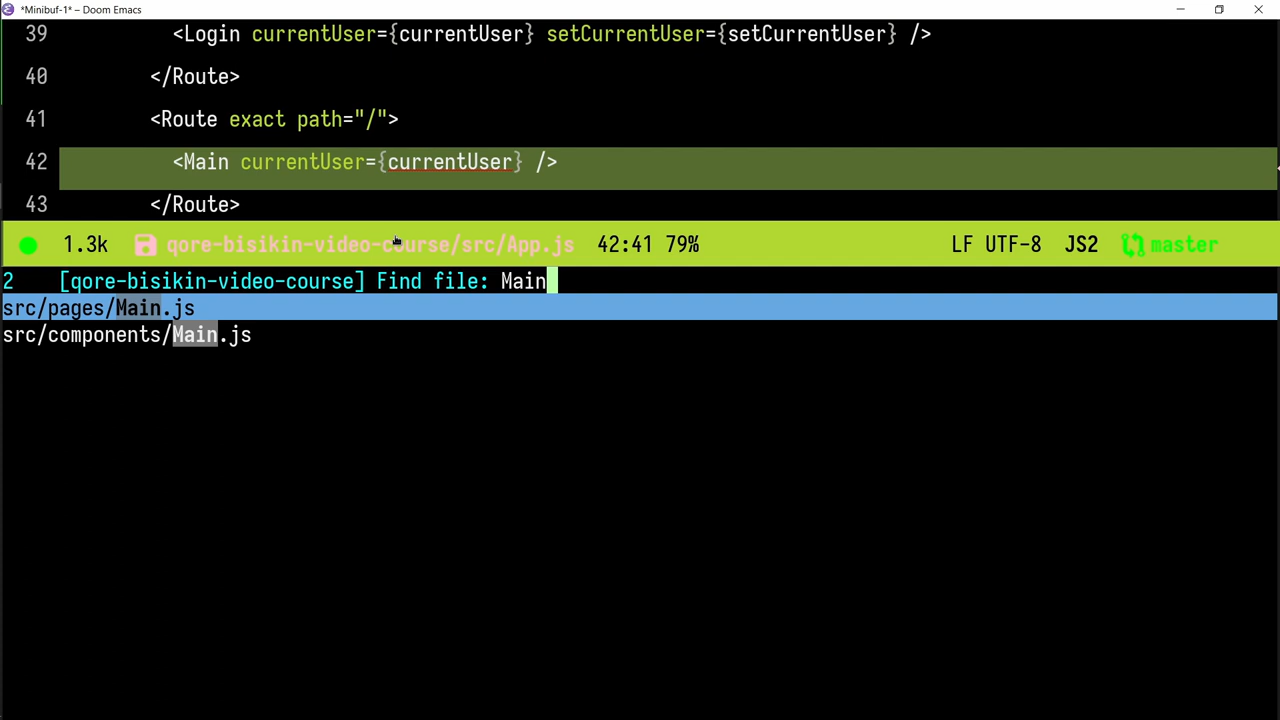 *Minibuf-1* – Doom Emacs
39 <Login currentUser={currentUser} setCurrentUser={setCurrentUser} />
40 </Route>
41 <Route exact path="/">
42 <Main currentUser={currentUser} />
43 </Route>
1.3k qore-bisikin-video-course/src/App.js 42:41 79% LF UTF-8 JS2 master
2 [qore-bisikin-video-course] Find file: Main
src/pages/Main.js
src/components/Main.js